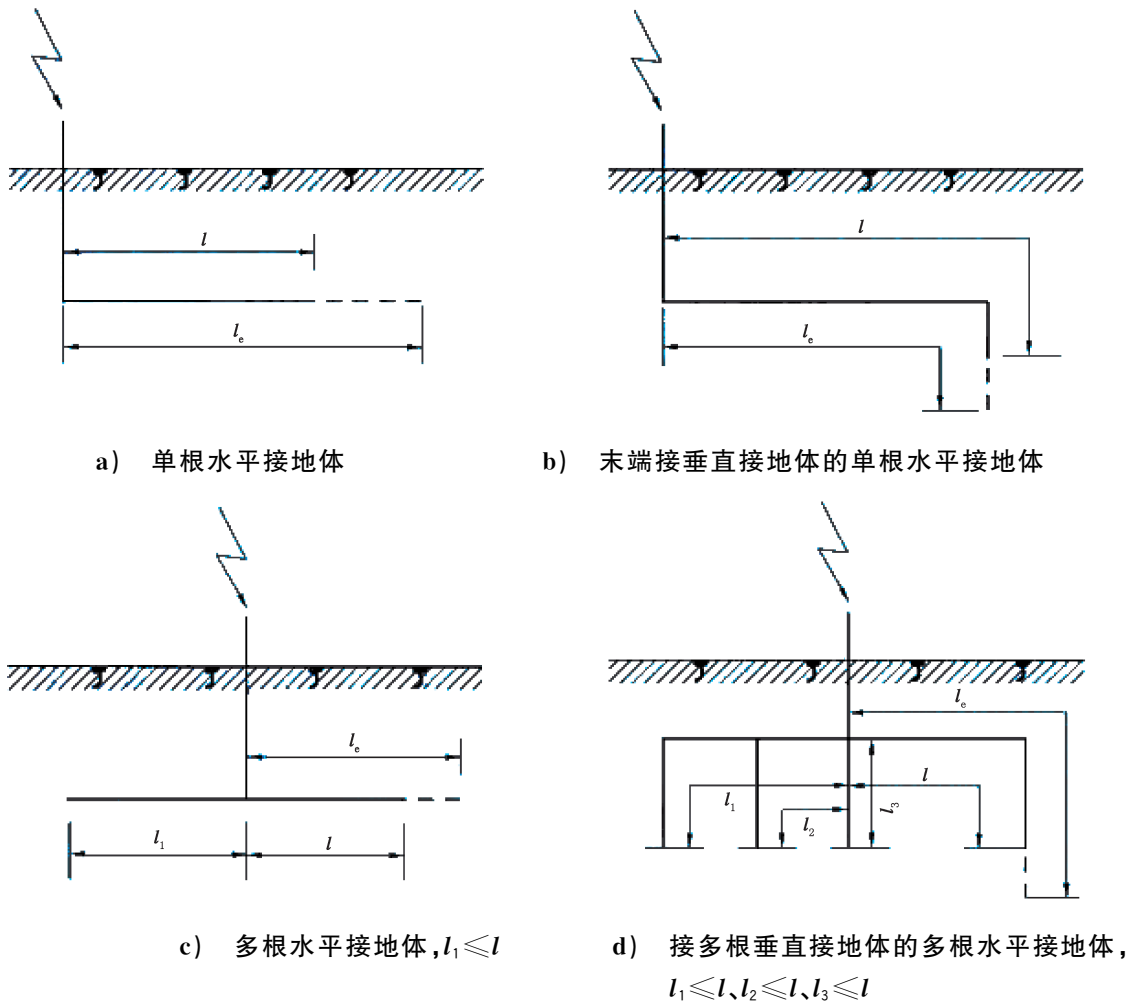 l
lₑ
l
lₑ
a) 单根水平接地体
b) 末端接垂直接地体的单根水平接地体
lₑ
l₁
l
lₑ
l₁
l
l₂
l₃
c) 多根水平接地体,l₁≤l
d) 接多根垂直接地体的多根水平接地体,
l₁≤l、l₂≤l、l₃≤l